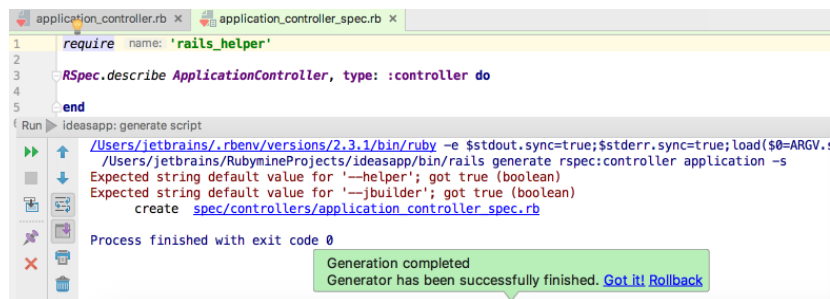 application_controller.rb × application_controller_spec.rb ×
1 require name: 'rails_helper'
2
3 RSpec.describe ApplicationController, type: :controller do
4
5 end
6 Run ideasapp: generate script
/Users/jetbrains/.rbenv/versions/2.3.1/bin/ruby -e $stdout.sync=true;$stderr.sync=true;load($0=ARGV.s
/Users/jetbrains/RubymineProjects/ideasapp/bin/rails generate rspec:controller application -s
Expected string default value for '--helper'; got true (boolean)
Expected string default value for '--jbuilder'; got true (boolean)
create spec/controllers/application_controller_spec.rb
Process finished with exit code 0
Generation completed
Generator has been successfully finished. Got it! Rollback